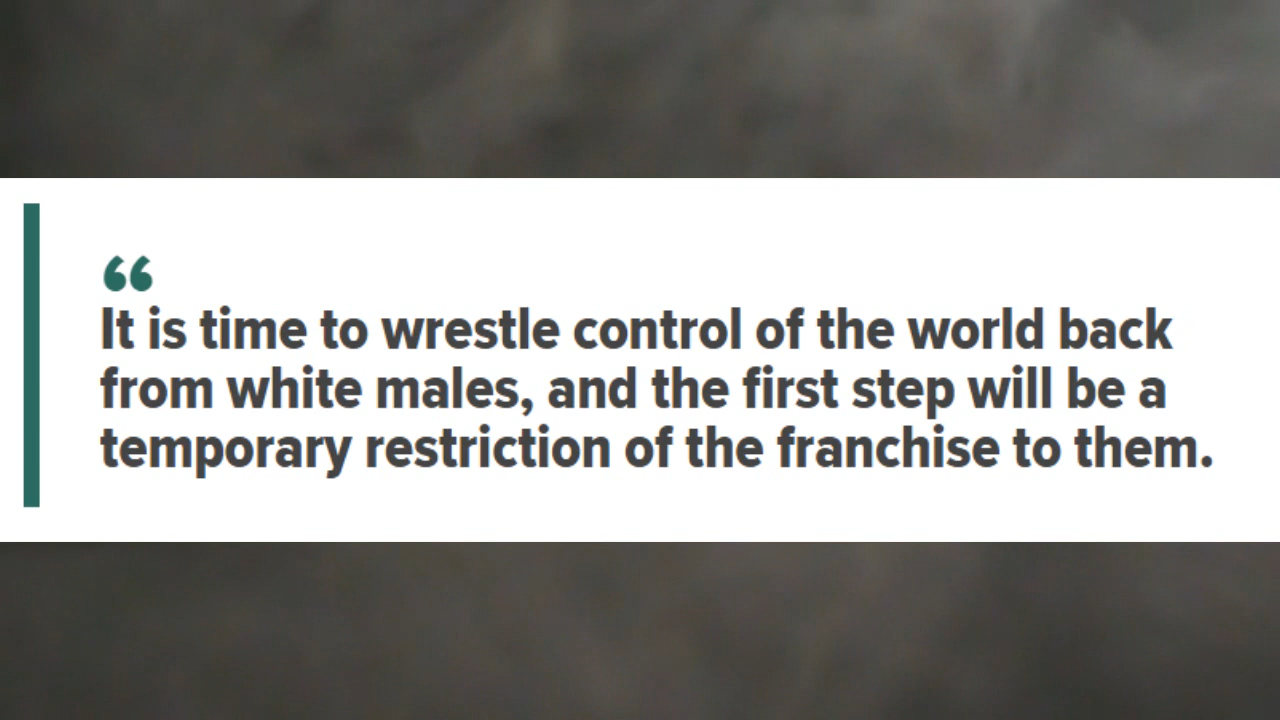 “
It is time to wrestle control of the world back
from white males, and the first step will be a
temporary restriction of the franchise to them.